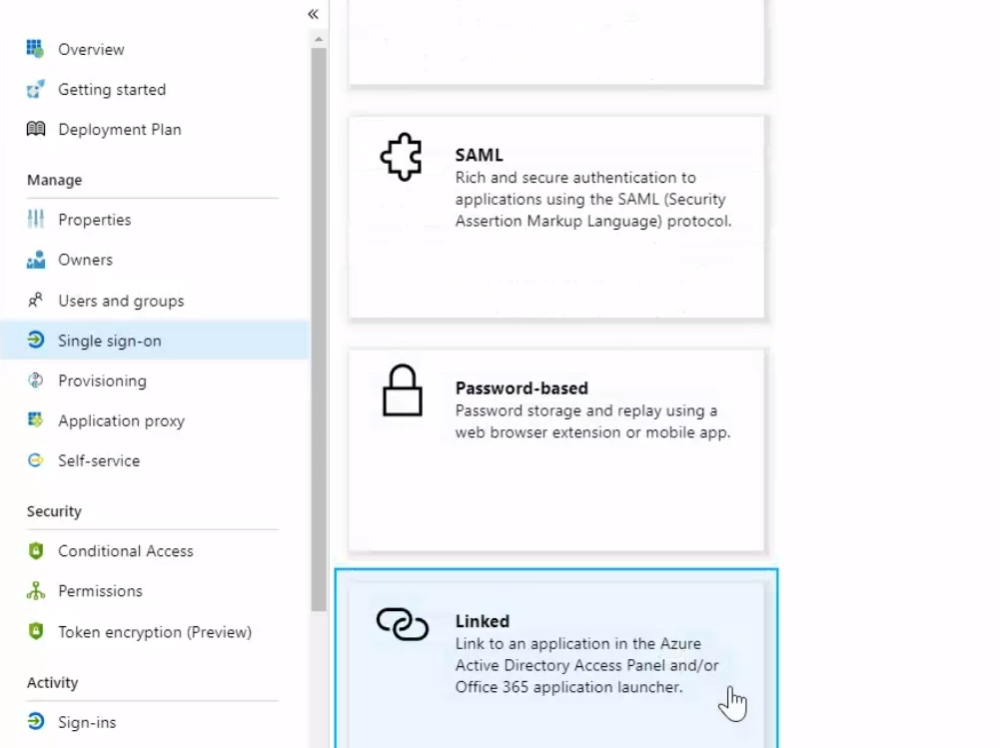 «
Overview
Getting started
Deployment Plan
Manage
Properties
Owners
Users and groups
Single sign-on
Provisioning
Application proxy
Self-service
Security
Conditional Access
Permissions
Token encryption (Preview)
Activity
Sign-ins
SAML
Rich and secure authentication to
applications using the SAML (Security
Assertion Markup Language) protocol.
Password-based
Password storage and replay using a
web browser extension or mobile app.
Linked
Link to an application in the Azure
Active Directory Access Panel and/or
Office 365 application launcher.